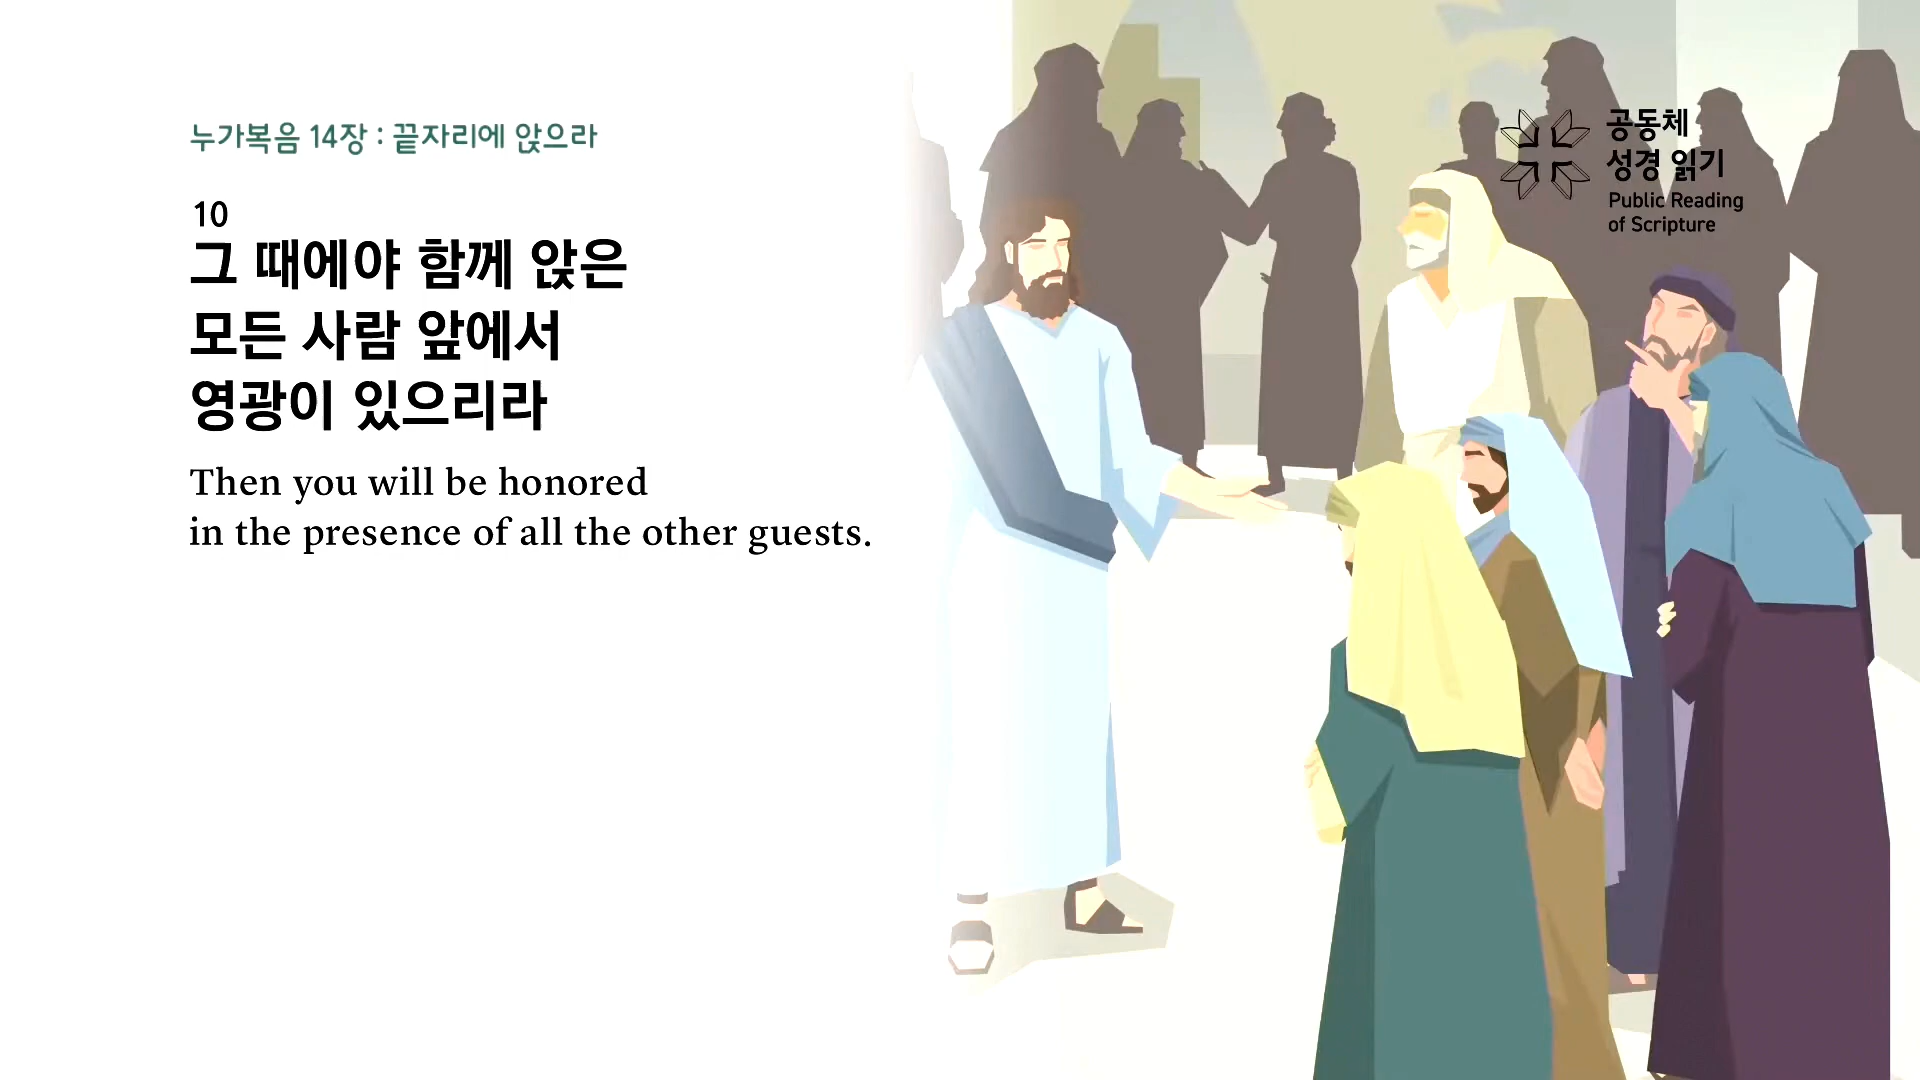 누가복음 14장 : 끝자리에 앉으라
10
그 때에야 함께 앉은
모든 사람 앞에서
영광이 있으리라
Then you will be honored
in the presence of all the other guests.
공동체
성경 읽기
Public Reading
of Scripture